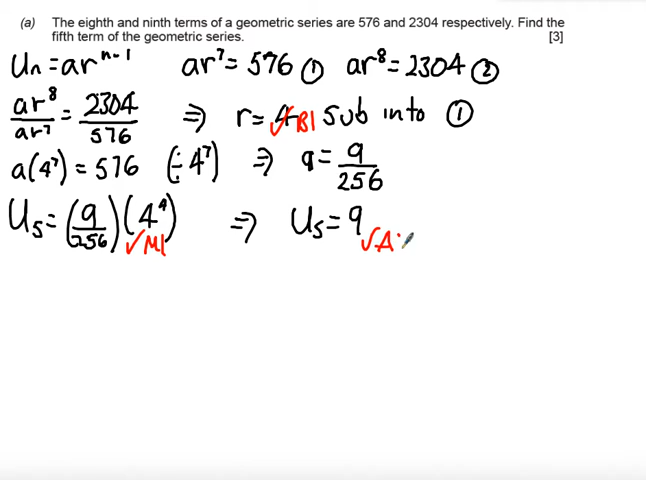 (a) The eighth and ninth terms of a geometric series are 576 and 2304 respectively. Find the
fifth term of the geometric series. [3]
Un = ar^(n-1) ar^7 = 576 ① ar^8 = 2304 ②
ar^8/ar^7 = 2304/576 ⇒ r = 4 ✓B1 sub into ①
a(4^7) = 576 (÷4^7) ⇒ a = 9/256
U5 = (9/256)(4^4) ✓M1 ⇒ U5 = 9 ✓A